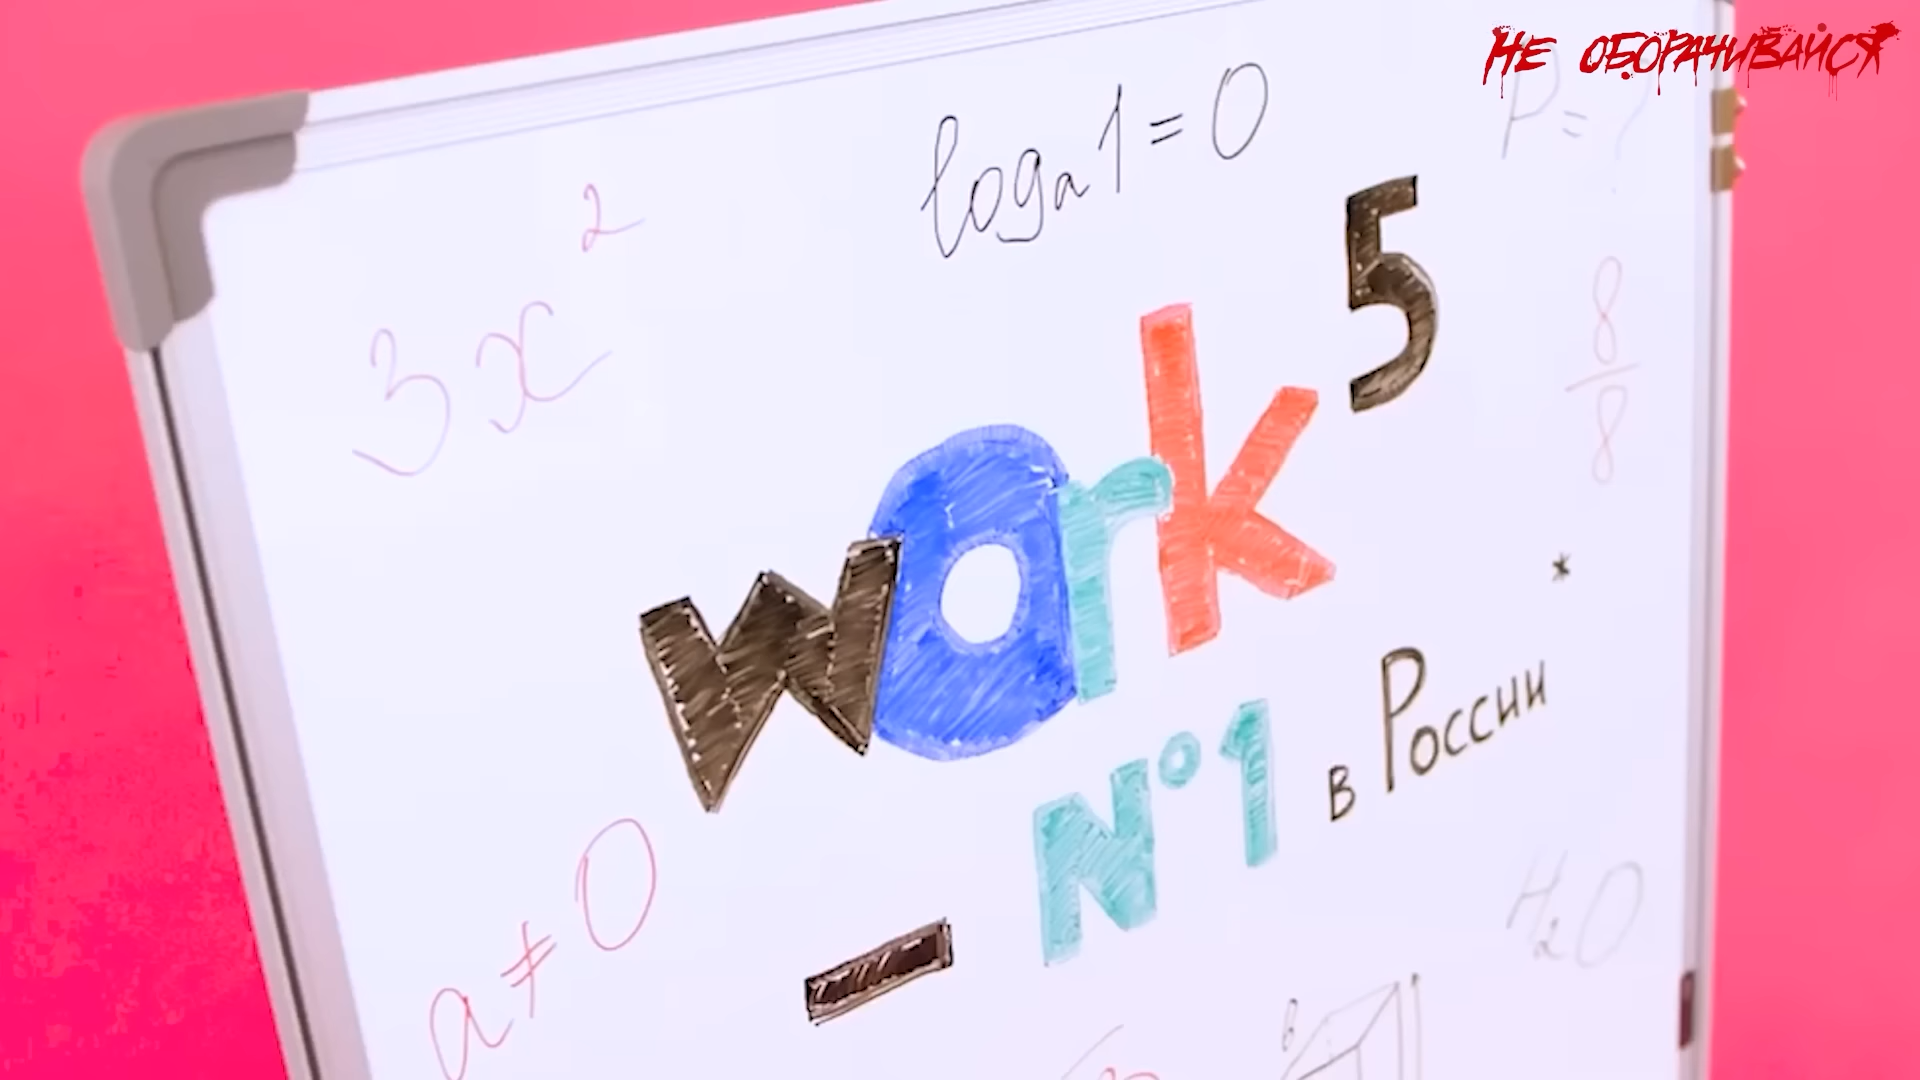 НЕ ОБОРАЧИВАЙСЯ
logₐ1=0
P=?
3x²
8/8
work⁵
*
– №1 в России
a≠0
H₂O
в